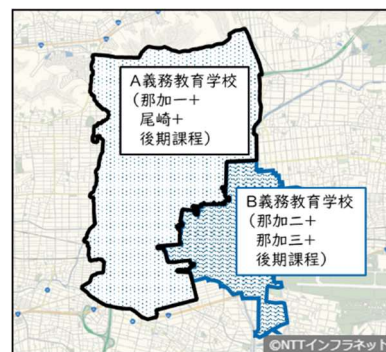 A義務教育学校
(那加一+
尾崎+
後期課程)
B義務教育学校
(那加二+
那加三+
後期課程)
©NTTインフラネット